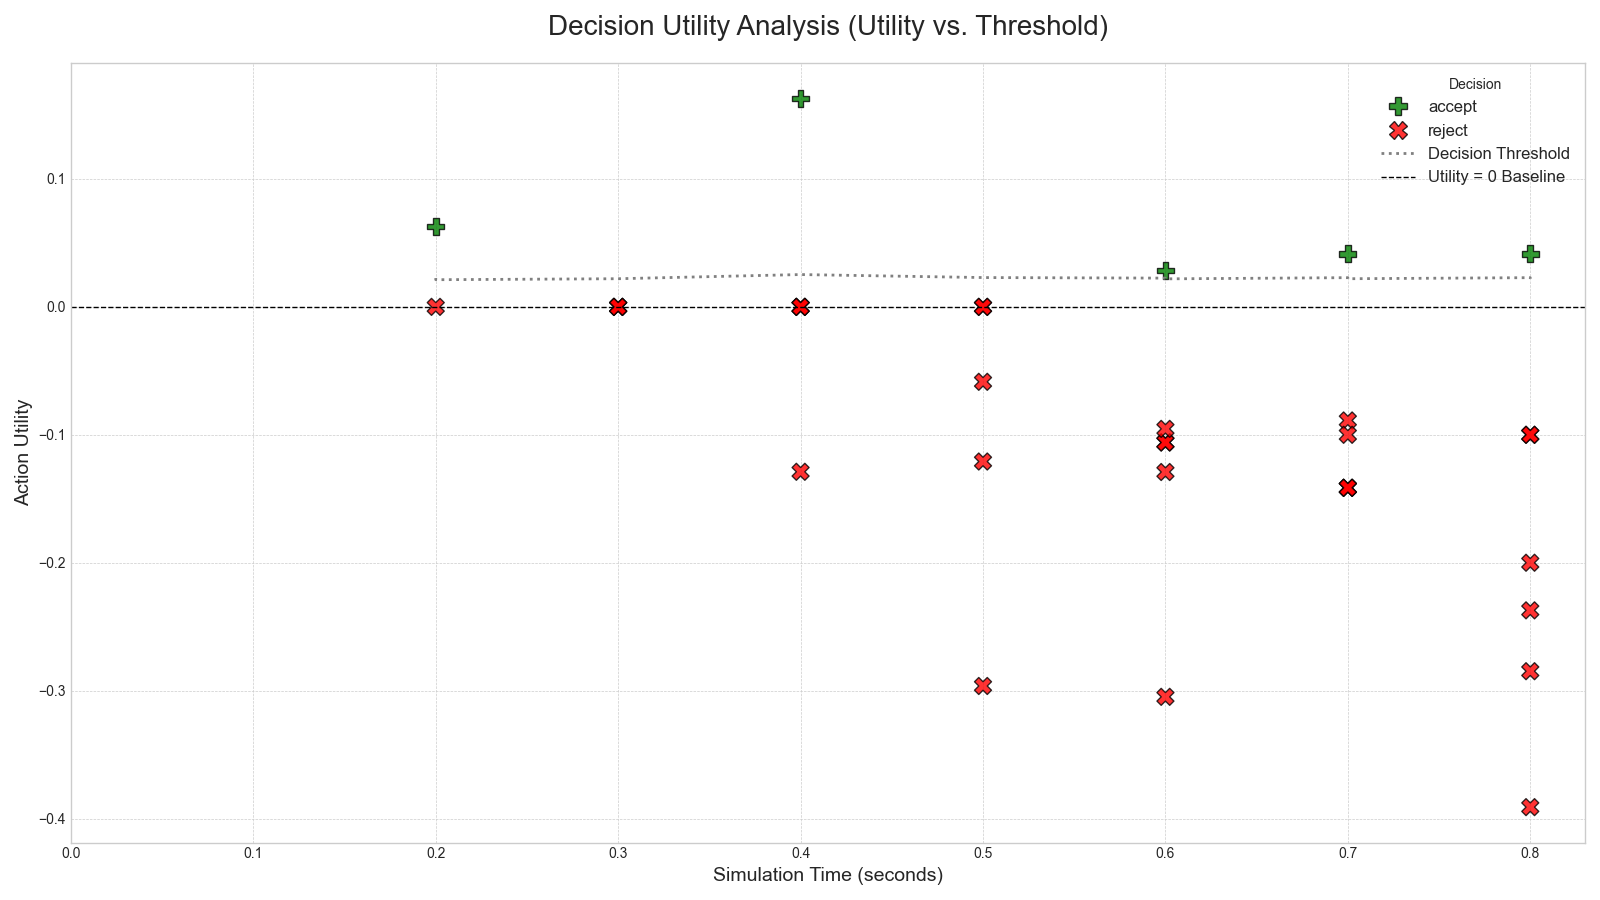 Decision Utility Analysis (Utility vs. Threshold)
Decision
accept
reject
Decision Threshold
Utility = 0 Baseline
Action Utility
0.1
0.0
−0.1
−0.2
−0.3
−0.4
0.0 0.1 0.2 0.3 0.4 0.5 0.6 0.7 0.8
Simulation Time (seconds)